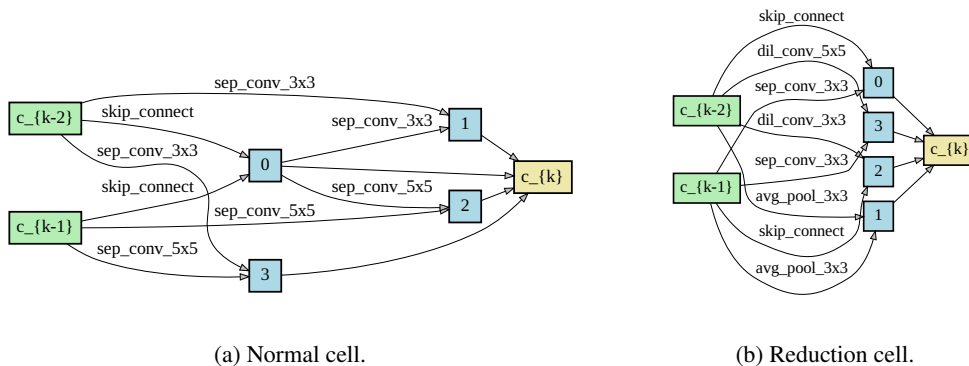 sep_conv_3x3
c_{k-2}
skip_connect
sep_conv_3x3
1
sep_conv_3x3
0
c_{k}
skip_connect
sep_conv_5x5
2
c_{k-1}
sep_conv_5x5
sep_conv_5x5
3
(a) Normal cell.
skip_connect
dil_conv_5x5
sep_conv_3x3
0
c_{k-2}
dil_conv_3x3
3
c_{k}
sep_conv_3x3
2
c_{k-1}
avg_pool_3x3
1
skip_connect
avg_pool_3x3
(b) Reduction cell.